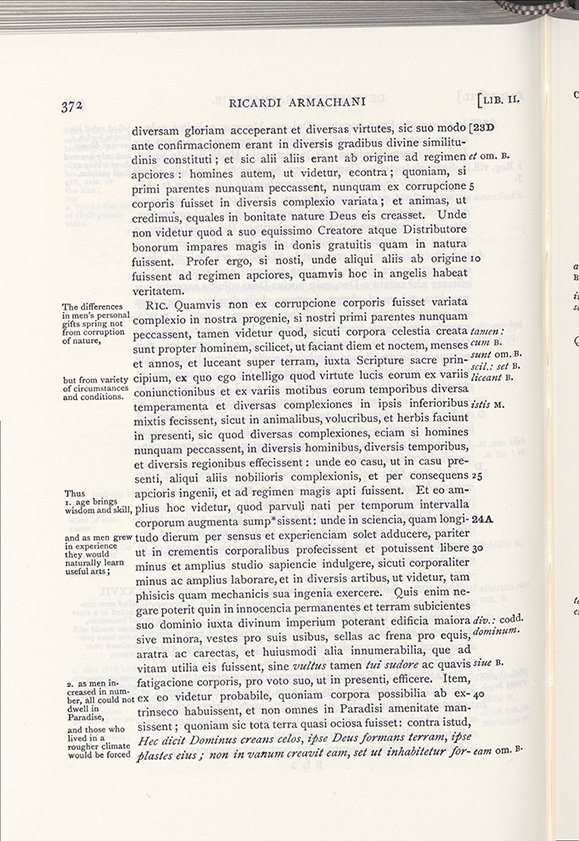 372 RICARDI ARMACHANI [LIB. II.
diversam gloriam acceperant et diversas virtutes, sic suo modo [23D
ante confirmacionem erant in diversis gradibus divine similitu-
dinis constituti ; et sic alii aliis erant ab origine ad regimen et om. B.
apciores : homines autem, ut videtur, econtra ; quoniam, si
primi parentes nunquam peccassent, nunquam ex corrupcione 5
corporis fuisset in diversis complexio variata ; et animas, ut
credimus, equales in bonitate nature Deus eis creasset. Unde
non videtur quod a suo equissimo Creatore atque Distributore
bonorum impares magis in donis gratuitis quam in natura
fuissent. Profer ergo, si nosti, unde aliqui aliis ab origine 10
fuissent ad regimen apciores, quamvis hoc in angelis habeat
veritatem.
RIC. Quamvis non ex corrupcione corporis fuisset variata
complexio in nostra progenie, si nostri primi parentes nunquam
peccassent, tamen videtur quod, sicuti corpora celestia creata tamen :
sunt propter hominem, scilicet, ut faciant diem et noctem, menses cum B.
et annos, et luceant super terram, iuxta Scripture sacre prin- sunt om. B.
scil.: set B.
cipium, ex quo ego intelligo quod virtute lucis eorum ex variis liceant B.
coniunctionibus et ex variis motibus eorum temporibus diversa
temperamenta et diversas complexiones in ipsis inferioribus istis M.
mixtis fecissent, sicut in animalibus, volucribus, et herbis faciunt
in presenti, sic quod diversas complexiones, eciam si homines
nunquam peccassent, in diversis hominibus, diversis temporibus,
et diversis regionibus effecissent : unde eo casu, ut in casu pre-
senti, aliqui aliis nobilioris complexionis, et per consequens 25
apcioris ingenii, et ad regimen magis apti fuissent. Et eo am-
plius hoc videtur, quod parvuli nati per temporum intervalla
corporum augmenta sump*sissent : unde in sciencia, quam longi- 24A
tudo dierum per sensus et experienciam solet adducere, pariter
ut in crementis corporalibus profecissent et potuissent libere 30
minus et amplius studio sapiencie indulgere, sicuti corporaliter
minus ac amplius laborare, et in diversis artibus, ut videtur, tam
phisicis quam mechanicis sua ingenia exercere. Quis enim ne-
gare poterit quin in innocencia permanentes et terram subicientes
suo dominio iuxta divinum imperium poterant edificia maiora div.: codd.
sive minora, vestes pro suis usibus, sellas ac frena pro equis, dominum.
aratra ac carectas, et huiusmodi alia innumerabilia, que ad
vitam utilia eis fuissent, sine vultus tamen tui sudore ac quavis siue B.
fatigacione corporis, pro voto suo, ut in presenti, efficere. Item,
ex eo videtur probabile, quoniam corpora possibilia ab ex- 40
trinseco habuissent, et non omnes in Paradisi amenitate man-
sissent ; quoniam sic tota terra quasi ociosa fuisset : contra istud,
Hec dicit Dominus creans celos, ipse Deus formans terram, ipse
plastes eius ; non in vanum creavit eam, set ut inhabitetur for- eam om. B.
The differences
in men's personal
gifts spring not
from corruption
of nature,
but from variety
of circumstances
and conditions.
Thus
1. age brings
wisdom and skill,
and as men grew
in experience
they would
naturally learn
useful arts ;
2. as men in-
creased in num-
ber, all could not
dwell in
Paradise,
and those who
lived in a
rougher climate
would be forced